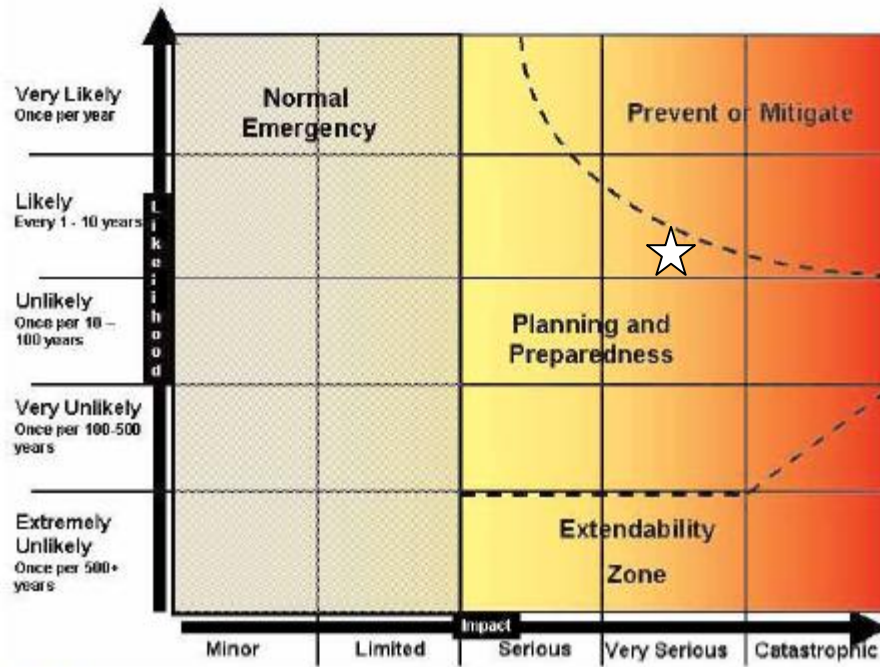 Very Likely
Once per year
Normal
Emergency
Prevent or Mitigate
Likely
Every 1 - 10 years
Likelihood
Unlikely
Once per 10 –
100 years
Planning and
Preparedness
Very Unlikely
Once per 100-500
years
Extremely
Unlikely
Once per 500+
years
Extendability
Zone
Impact
Minor
Limited
Serious
Very Serious
Catastrophic